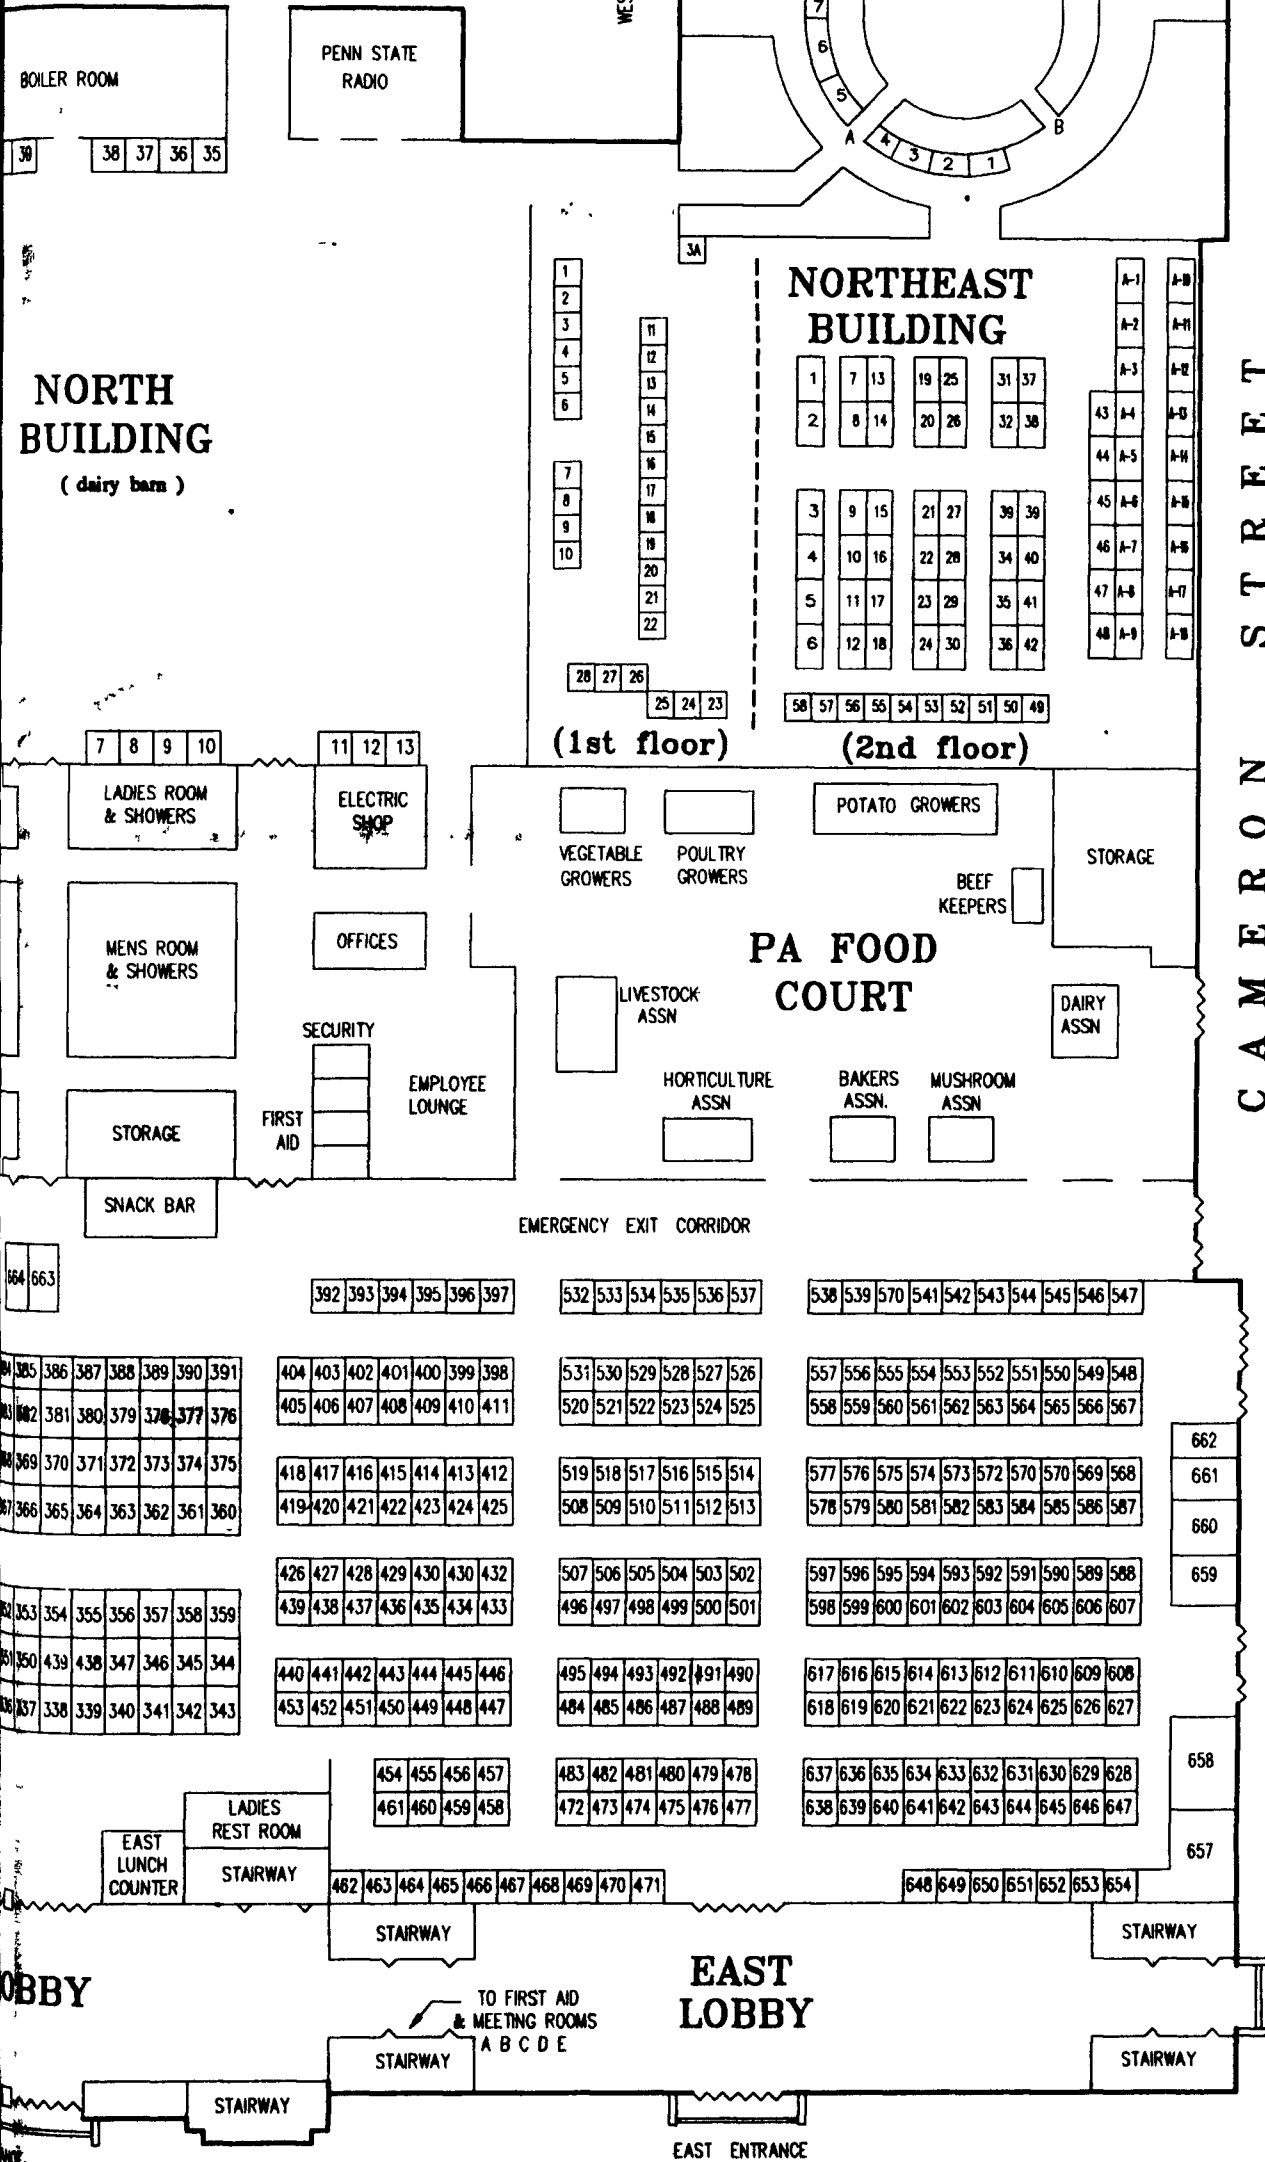 7
6
5
4
3
2
1
A
B
BOILER ROOM
PENN STATE
RADIO
39
38 37 36 35
3A
NORTHEAST
BUILDING
1
2
3
4
5
6
7
8
9
10
11
12
13
14
15
16
17
18
19
20
21
22
28 27 26
25 24 23
1 7 13 19 25 31 37
2 8 14 20 26 32 38
3 9 15 21 27 39 39
4 10 16 22 28 34 40
5 11 17 23 29 35 41
6 12 18 24 30 36 42
58 57 56 55 54 53 52 51 50 49
A-1 A-10
A-2 A-11
A-3 A-12
43 A-4 A-13
44 A-5 A-14
45 A-6 A-15
46 A-7 A-16
47 A-8 A-17
48 A-9 A-18
(1st floor)
(2nd floor)
CAMERON STREET
NORTH
BUILDING
( dairy barn )
7 8 9 10
11 12 13
LADIES ROOM
& SHOWERS
ELECTRIC
SHOP
VEGETABLE
GROWERS
POULTRY
GROWERS
POTATO GROWERS
STORAGE
BEEF
KEEPERS
MENS ROOM
& SHOWERS
OFFICES
PA FOOD
COURT
LIVESTOCK
ASSN
DAIRY
ASSN
SECURITY
EMPLOYEE
LOUNGE
HORTICULTURE
ASSN
BAKERS
ASSN.
MUSHROOM
ASSN
FIRST
AID
STORAGE
SNACK BAR
EMERGENCY EXIT CORRIDOR
664 663
392 393 394 395 396 397
532 533 534 535 536 537
538 539 570 541 542 543 544 545 546 547
385 386 387 388 389 390 391
382 381 380 379 378 377 376
369 370 371 372 373 374 375
366 365 364 363 362 361 360
353 354 355 356 357 358 359
350 439 438 347 346 345 344
337 338 339 340 341 342 343
404 403 402 401 400 399 398
405 406 407 408 409 410 411
418 417 416 415 414 413 412
419 420 421 422 423 424 425
426 427 428 429 430 430 432
439 438 437 436 435 434 433
440 441 442 443 444 445 446
453 452 451 450 449 448 447
454 455 456 457
461 460 459 458
531 530 529 528 527 526
520 521 522 523 524 525
519 518 517 516 515 514
508 509 510 511 512 513
507 506 505 504 503 502
496 497 498 499 500 501
495 494 493 492 491 490
484 485 486 487 488 489
483 482 481 480 479 478
472 473 474 475 476 477
557 556 555 554 553 552 551 550 549 548
558 559 560 561 562 563 564 565 566 567
577 576 575 574 573 572 570 570 569 568
578 579 580 581 582 583 584 585 586 587
597 596 595 594 593 592 591 590 589 588
598 599 600 601 602 603 604 605 606 607
617 616 615 614 613 612 611 610 609 608
618 619 620 621 622 623 624 625 626 627
637 636 635 634 633 632 631 630 629 628
638 639 640 641 642 643 644 645 646 647
662
661
660
659
658
657
LADIES
REST ROOM
EAST
LUNCH
COUNTER
STAIRWAY
462 463 464 465 466 467 468 469 470 471
648 649 650 651 652 653 654
STAIRWAY
STAIRWAY
OBBY
EAST
LOBBY
TO FIRST AID
& MEETING ROOMS
A B C D E
STAIRWAY
STAIRWAY
STAIRWAY
EAST ENTRANCE